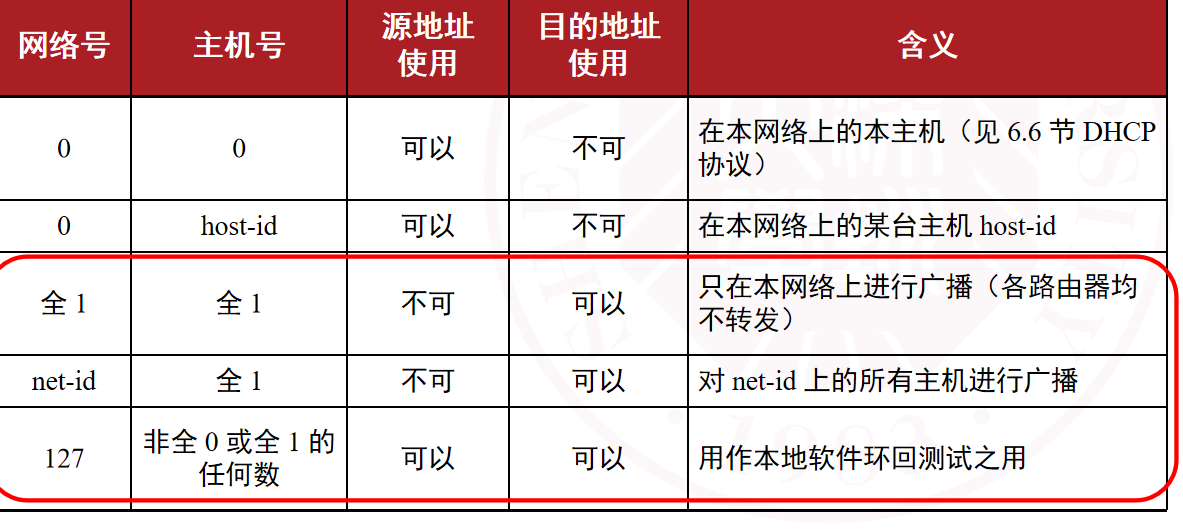 网络号 主机号 源地址使用 目的地址使用 含义
0 0 可以 不可 在本网络上的本主机（见 6.6 节 DHCP 协议）
0 host-id 可以 不可 在本网络上的某台主机 host-id
全 1 全 1 不可 可以 只在本网络上进行广播（各路由器均不转发）
net-id 全 1 不可 可以 对 net-id 上的所有主机进行广播
127 非全 0 或全 1 的任何数 可以 可以 用作本地软件环回测试之用